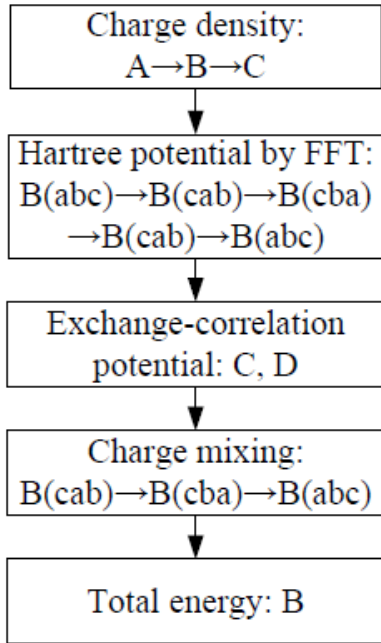 Charge density:
A→B→C
Hartree potential by FFT:
B(abc)→B(cab)→B(cba)
→B(cab)→B(abc)
Exchange-correlation
potential: C, D
Charge mixing:
B(cab)→B(cba)→B(abc)
Total energy: B